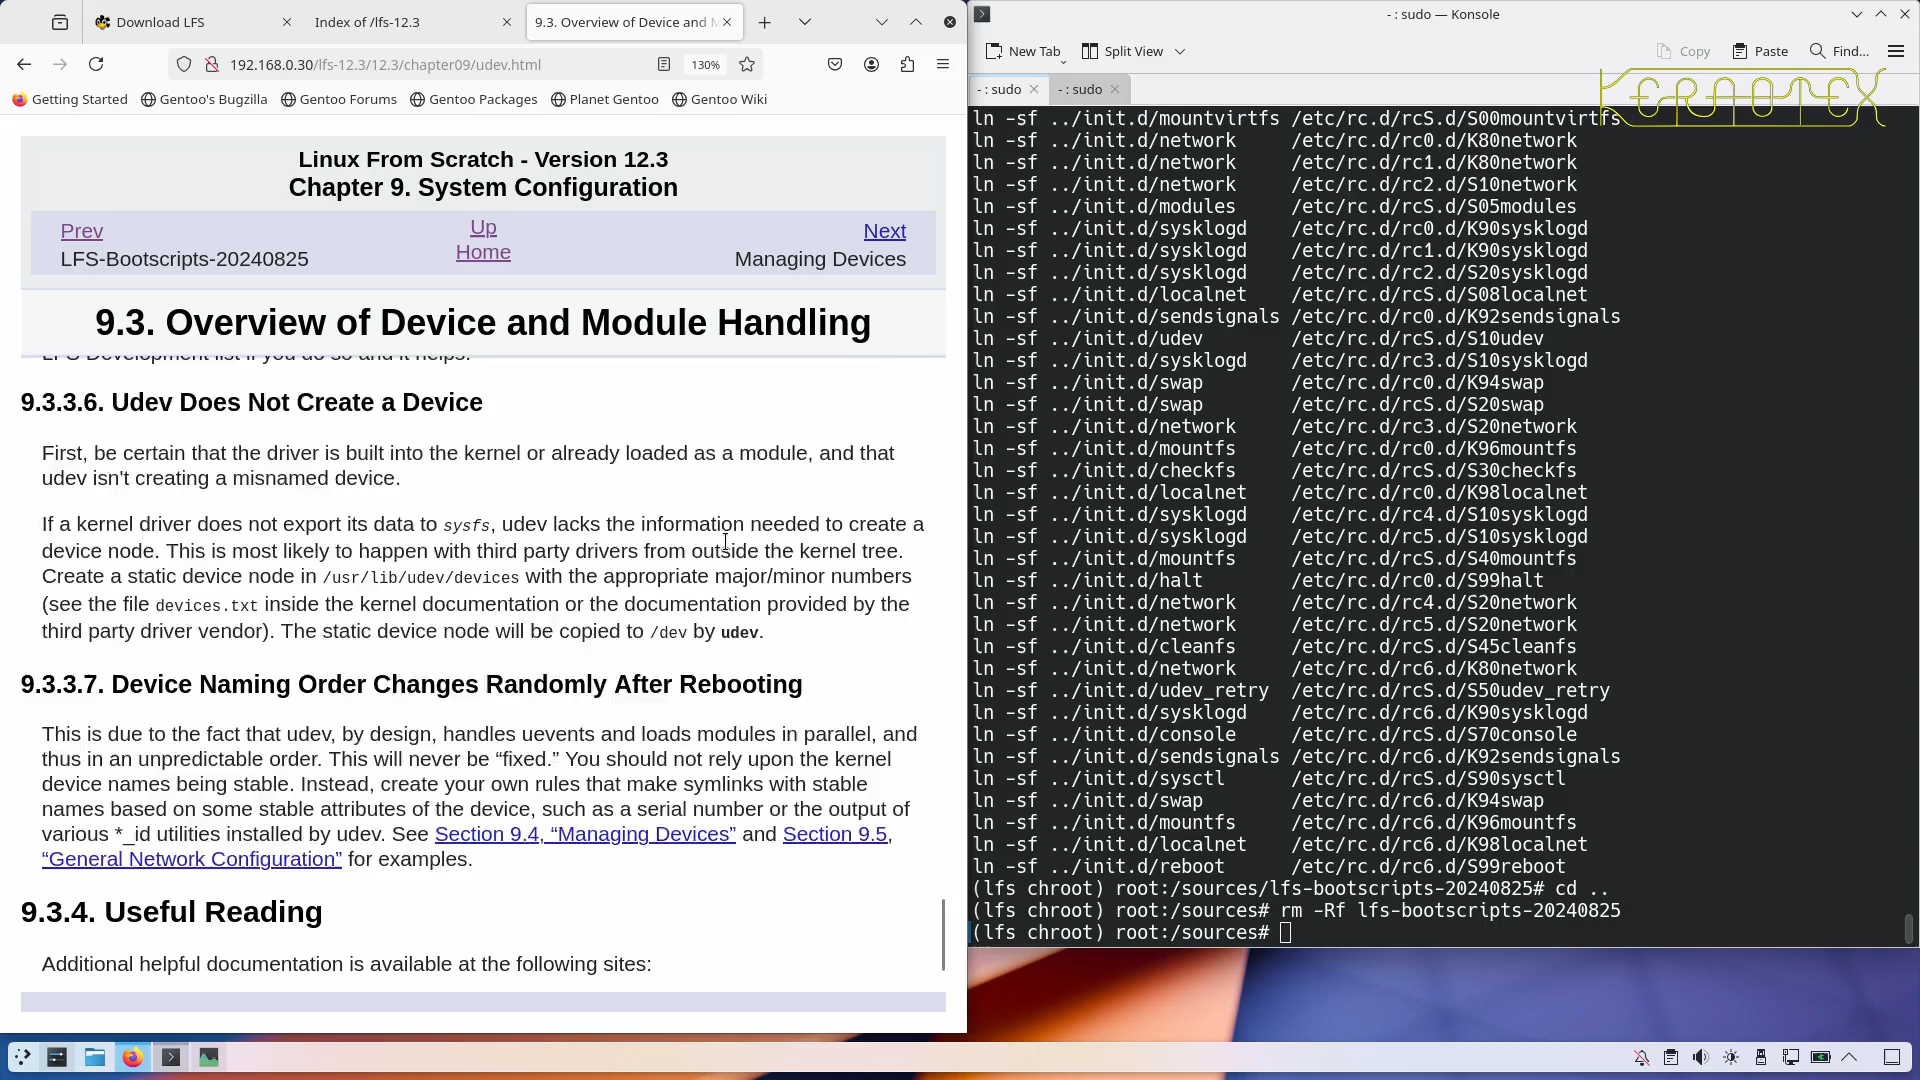 Download LFS
Index of /lfs-12.3
9.3. Overview of Device and M
192.168.0.30/lfs-12.3/12.3/chapter09/udev.html
130%
Getting Started
Gentoo's Bugzilla
Gentoo Forums
Gentoo Packages
Planet Gentoo
Gentoo Wiki
Linux From Scratch - Version 12.3
Chapter 9. System Configuration
Prev
Up
Next
LFS-Bootscripts-20240825
Home
Managing Devices
9.3. Overview of Device and Module Handling
LFS Development list if you do so and it helps.
9.3.3.6. Udev Does Not Create a Device
First, be certain that the driver is built into the kernel or already loaded as a module, and that
udev isn't creating a misnamed device.
If a kernel driver does not export its data to sysfs, udev lacks the information needed to create a
device node. This is most likely to happen with third party drivers from outside the kernel tree.
Create a static device node in /usr/lib/udev/devices with the appropriate major/minor numbers
(see the file devices.txt inside the kernel documentation or the documentation provided by the
third party driver vendor). The static device node will be copied to /dev by udev.
9.3.3.7. Device Naming Order Changes Randomly After Rebooting
This is due to the fact that udev, by design, handles uevents and loads modules in parallel, and
thus in an unpredictable order. This will never be “fixed.” You should not rely upon the kernel
device names being stable. Instead, create your own rules that make symlinks with stable
names based on some stable attributes of the device, such as a serial number or the output of
various *_id utilities installed by udev. See Section 9.4, “Managing Devices” and Section 9.5,
“General Network Configuration” for examples.
9.3.4. Useful Reading
Additional helpful documentation is available at the following sites:
- : sudo — Konsole
New Tab
Split View
Copy
Paste
Find...
- : sudo
- : sudo
KERNOTEX
ln -sf ../init.d/mountvirtfs /etc/rc.d/rcS.d/S00mountvirtfs
ln -sf ../init.d/network /etc/rc.d/rc0.d/K80network
ln -sf ../init.d/network /etc/rc.d/rc1.d/K80network
ln -sf ../init.d/network /etc/rc.d/rc2.d/S10network
ln -sf ../init.d/modules /etc/rc.d/rcS.d/S05modules
ln -sf ../init.d/sysklogd /etc/rc.d/rc0.d/K90sysklogd
ln -sf ../init.d/sysklogd /etc/rc.d/rc1.d/K90sysklogd
ln -sf ../init.d/sysklogd /etc/rc.d/rc2.d/S20sysklogd
ln -sf ../init.d/localnet /etc/rc.d/rcS.d/S08localnet
ln -sf ../init.d/sendsignals /etc/rc.d/rc0.d/K92sendsignals
ln -sf ../init.d/udev /etc/rc.d/rcS.d/S10udev
ln -sf ../init.d/sysklogd /etc/rc.d/rc3.d/S10sysklogd
ln -sf ../init.d/swap /etc/rc.d/rc0.d/K94swap
ln -sf ../init.d/swap /etc/rc.d/rcS.d/S20swap
ln -sf ../init.d/network /etc/rc.d/rc3.d/S20network
ln -sf ../init.d/mountfs /etc/rc.d/rc0.d/K96mountfs
ln -sf ../init.d/checkfs /etc/rc.d/rcS.d/S30checkfs
ln -sf ../init.d/localnet /etc/rc.d/rc0.d/K98localnet
ln -sf ../init.d/sysklogd /etc/rc.d/rc4.d/S10sysklogd
ln -sf ../init.d/sysklogd /etc/rc.d/rc5.d/S10sysklogd
ln -sf ../init.d/mountfs /etc/rc.d/rcS.d/S40mountfs
ln -sf ../init.d/halt /etc/rc.d/rc0.d/S99halt
ln -sf ../init.d/network /etc/rc.d/rc4.d/S20network
ln -sf ../init.d/network /etc/rc.d/rc5.d/S20network
ln -sf ../init.d/cleanfs /etc/rc.d/rcS.d/S45cleanfs
ln -sf ../init.d/network /etc/rc.d/rc6.d/K80network
ln -sf ../init.d/udev_retry /etc/rc.d/rcS.d/S50udev_retry
ln -sf ../init.d/sysklogd /etc/rc.d/rc6.d/K90sysklogd
ln -sf ../init.d/console /etc/rc.d/rcS.d/S70console
ln -sf ../init.d/sendsignals /etc/rc.d/rc6.d/K92sendsignals
ln -sf ../init.d/sysctl /etc/rc.d/rcS.d/S90sysctl
ln -sf ../init.d/swap /etc/rc.d/rc6.d/K94swap
ln -sf ../init.d/mountfs /etc/rc.d/rc6.d/K96mountfs
ln -sf ../init.d/localnet /etc/rc.d/rc6.d/K98localnet
ln -sf ../init.d/reboot /etc/rc.d/rc6.d/S99reboot
(lfs chroot) root:/sources/lfs-bootscripts-20240825# cd ..
(lfs chroot) root:/sources# rm -Rf lfs-bootscripts-20240825
(lfs chroot) root:/sources#